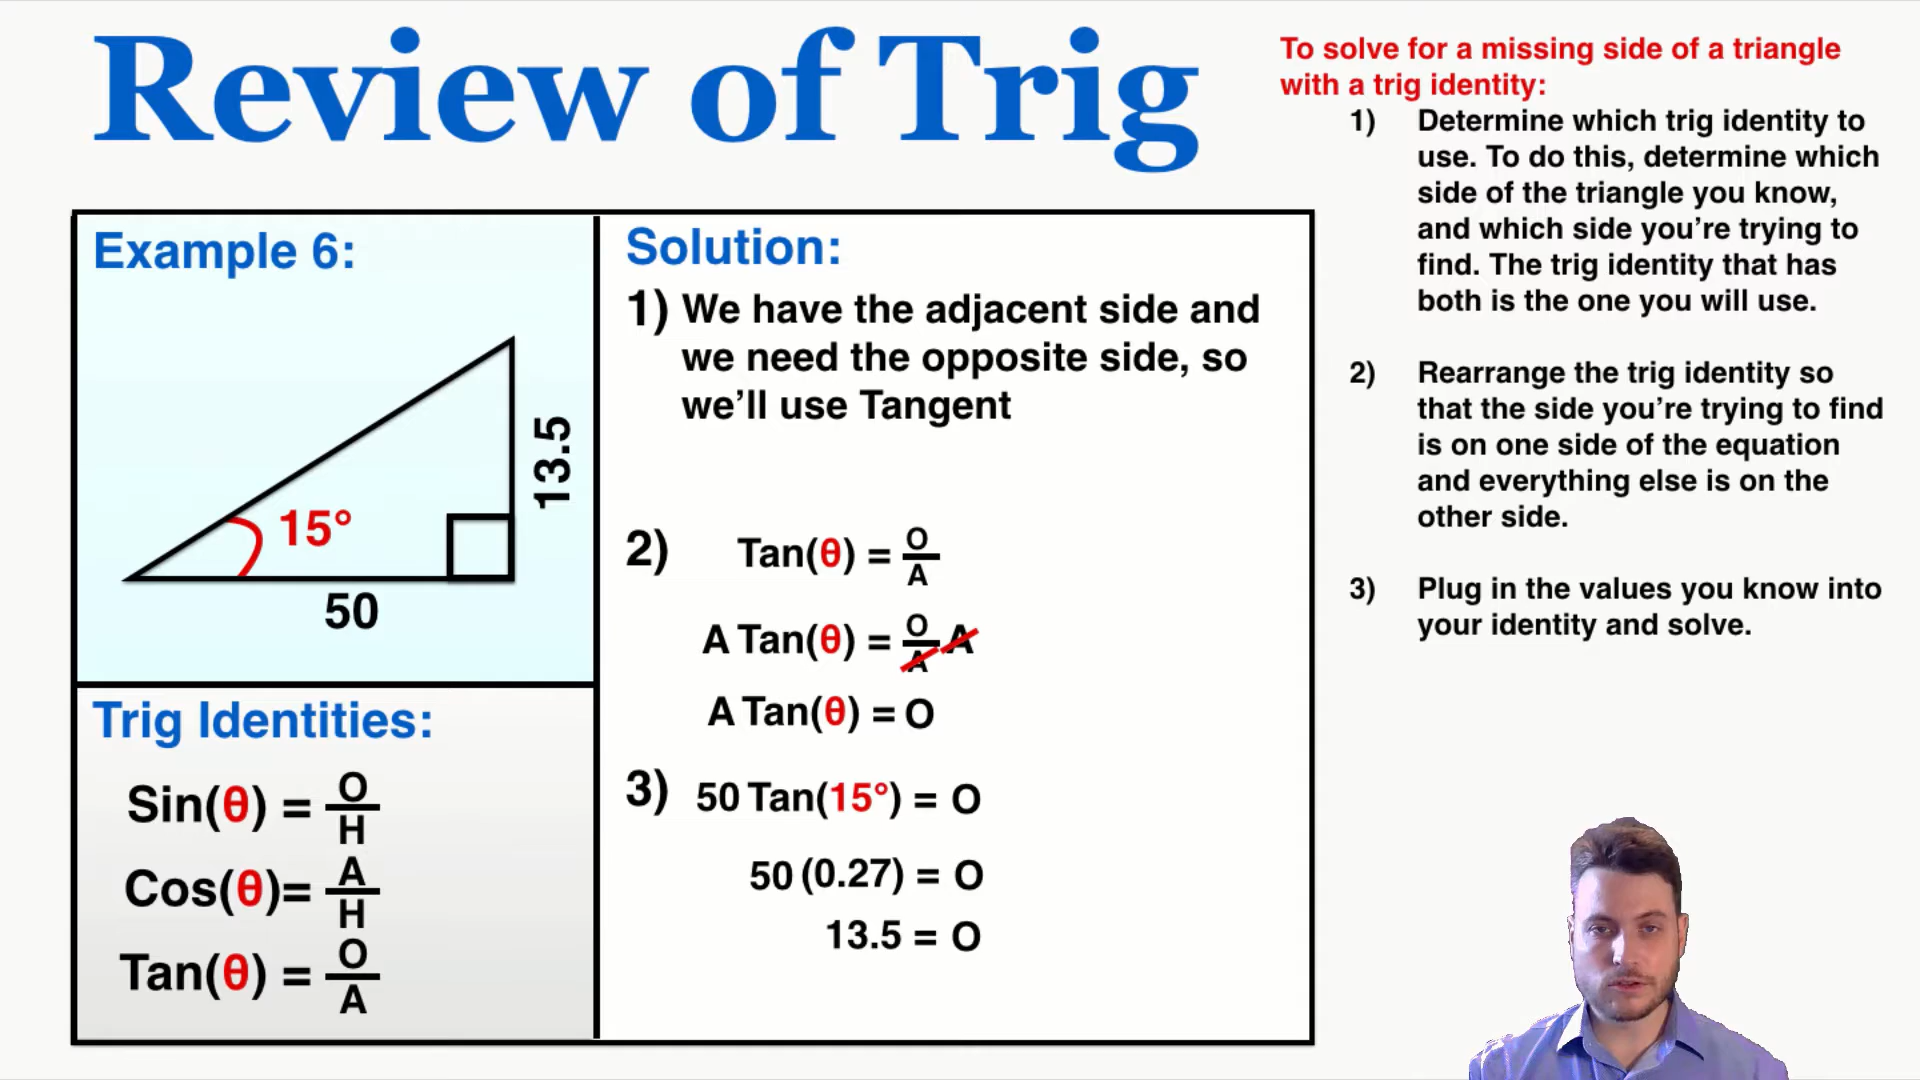 Review of Trig
Example 6:
15°
13.5
50
Trig Identities:
Sin(θ) = O/H
Cos(θ)= A/H
Tan(θ) = O/A
Solution:
1) We have the adjacent side and
we need the opposite side, so
we’ll use Tangent
2) Tan(θ) = O/A
A Tan(θ) = O/A A
A Tan(θ) = O
3) 50 Tan(15°) = O
50 (0.27) = O
13.5 = O
To solve for a missing side of a triangle
with a trig identity:
1) Determine which trig identity to
use. To do this, determine which
side of the triangle you know,
and which side you’re trying to
find. The trig identity that has
both is the one you will use.
2) Rearrange the trig identity so
that the side you’re trying to find
is on one side of the equation
and everything else is on the
other side.
3) Plug in the values you know into
your identity and solve.